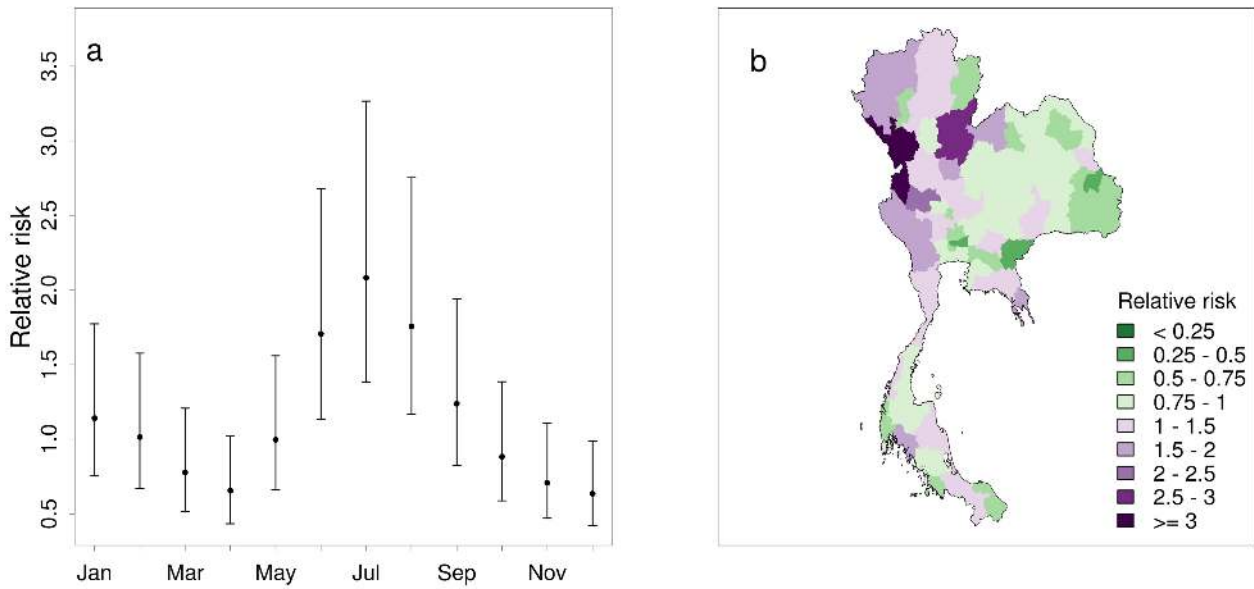 a
Relative risk
3.5
3.0
2.5
2.0
1.5
1.0
0.5
Jan
Mar
May
Jul
Sep
Nov
b
Relative risk
< 0.25
0.25 - 0.5
0.5 - 0.75
0.75 - 1
1 - 1.5
1.5 - 2
2 - 2.5
2.5 - 3
>= 3